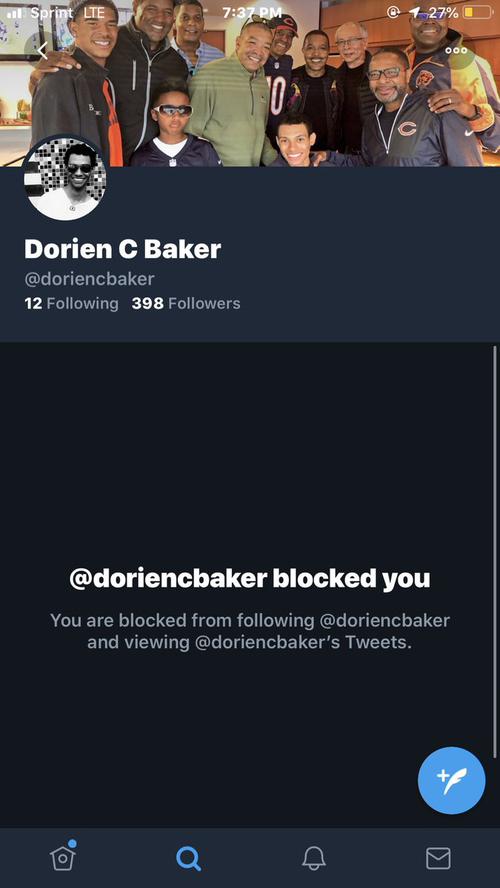 Sprint LTE 7:37 PM 27%
Dorien C Baker
@doriencbaker
12 Following 398 Followers
@doriencbaker blocked you
You are blocked from following @doriencbaker
and viewing @doriencbaker’s Tweets.